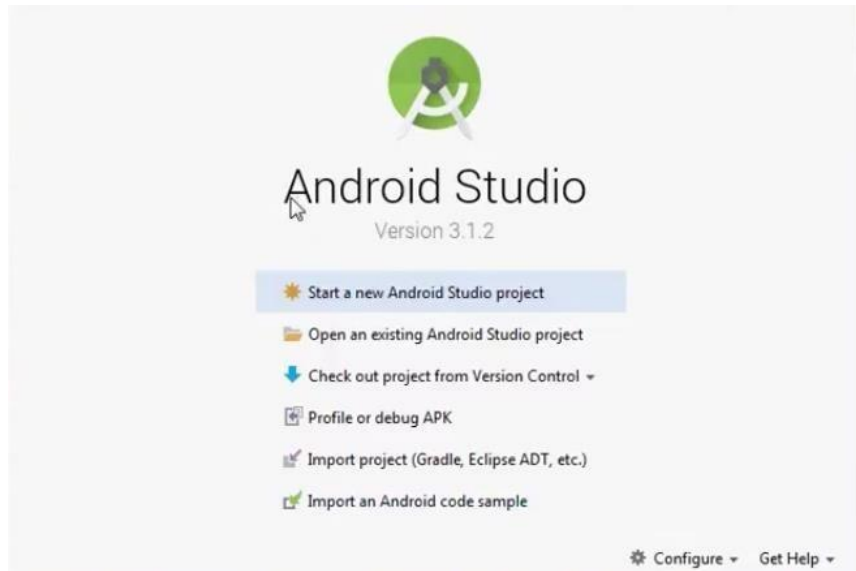 Android Studio
Version 3.1.2
Start a new Android Studio project
Open an existing Android Studio project
Check out project from Version Control
Profile or debug APK
Import project (Gradle, Eclipse ADT, etc.)
Import an Android code sample
Configure Get Help